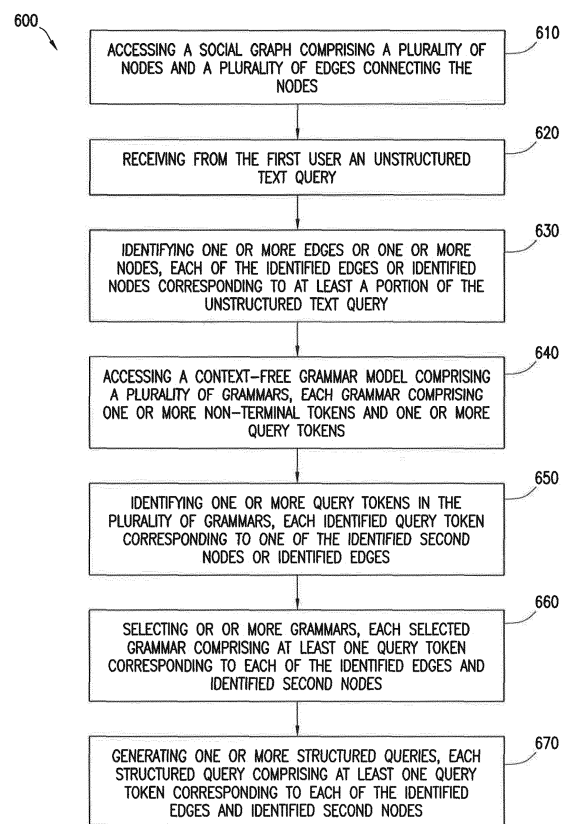 600
610
ACCESSING A SOCIAL GRAPH COMPRISING A PLURALITY OF
NODES AND A PLURALITY OF EDGES CONNECTING THE
NODES
620
RECEIVING FROM THE FIRST USER AN UNSTRUCTURED
TEXT QUERY
630
IDENTIFYING ONE OR MORE EDGES OR ONE OR MORE
NODES, EACH OF THE IDENTIFIED EDGES OR IDENTIFIED
NODES CORRESPONDING TO AT LEAST A PORTION OF THE
UNSTRUCTURED TEXT QUERY
640
ACCESSING A CONTEXT-FREE GRAMMAR MODEL COMPRISING
A PLURALITY OF GRAMMARS, EACH GRAMMAR COMPRISING
ONE OR MORE NON-TERMINAL TOKENS AND ONE OR MORE
QUERY TOKENS
650
IDENTIFYING ONE OR MORE QUERY TOKENS IN THE
PLURALITY OF GRAMMARS, EACH IDENTIFIED QUERY TOKEN
CORRESPONDING TO ONE OF THE IDENTIFIED SECOND
NODES OR IDENTIFIED EDGES
660
SELECTING OR OR MORE GRAMMARS, EACH SELECTED
GRAMMAR COMPRISING AT LEAST ONE QUERY TOKEN
CORRESPONDING TO EACH OF THE IDENTIFIED EDGES AND
IDENTIFIED SECOND NODES
670
GENERATING ONE OR MORE STRUCTURED QUERIES, EACH
STRUCTURED QUERY COMPRISING AT LEAST ONE QUERY
TOKEN CORRESPONDING TO EACH OF THE IDENTIFIED
EDGES AND IDENTIFIED SECOND NODES